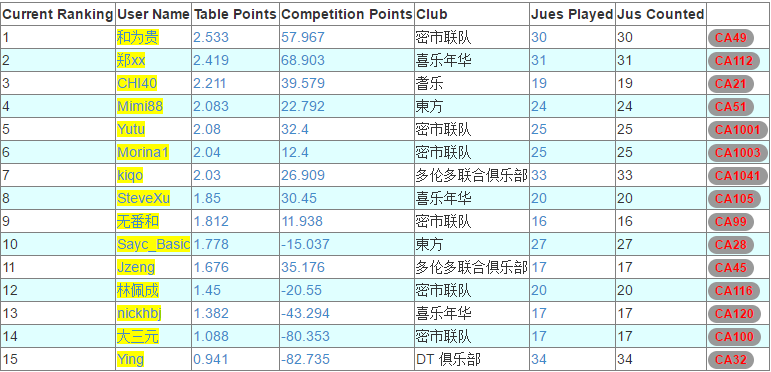 Current Ranking User Name Table Points Competition Points Club Jues Played Jus Counted
1 和为贵 2.533 57.967 密市联队 30 30 CA49
2 郑xx 2.419 68.903 喜乐年华 31 31 CA112
3 CHI40 2.211 39.579 耆乐 19 19 CA21
4 Mimi88 2.083 22.792 東方 24 24 CA51
5 Yutu 2.08 32.4 密市联队 25 25 CA1001
6 Morina1 2.04 12.4 密市联队 25 25 CA1003
7 kiqo 2.03 26.909 多伦多联合俱乐部 33 33 CA1041
8 SteveXu 1.85 30.45 喜乐年华 20 20 CA105
9 无番和 1.812 11.938 密市联队 16 16 CA99
10 Sayc_Basic 1.778 -15.037 東方 27 27 CA28
11 Jzeng 1.676 35.176 多伦多联合俱乐部 17 17 CA45
12 林佩成 1.45 -20.55 密市联队 20 20 CA116
13 nickhbj 1.382 -43.294 喜乐年华 17 17 CA120
14 大三元 1.088 -80.353 密市联队 17 17 CA100
15 Ying 0.941 -82.735 DT 俱乐部 34 34 CA32